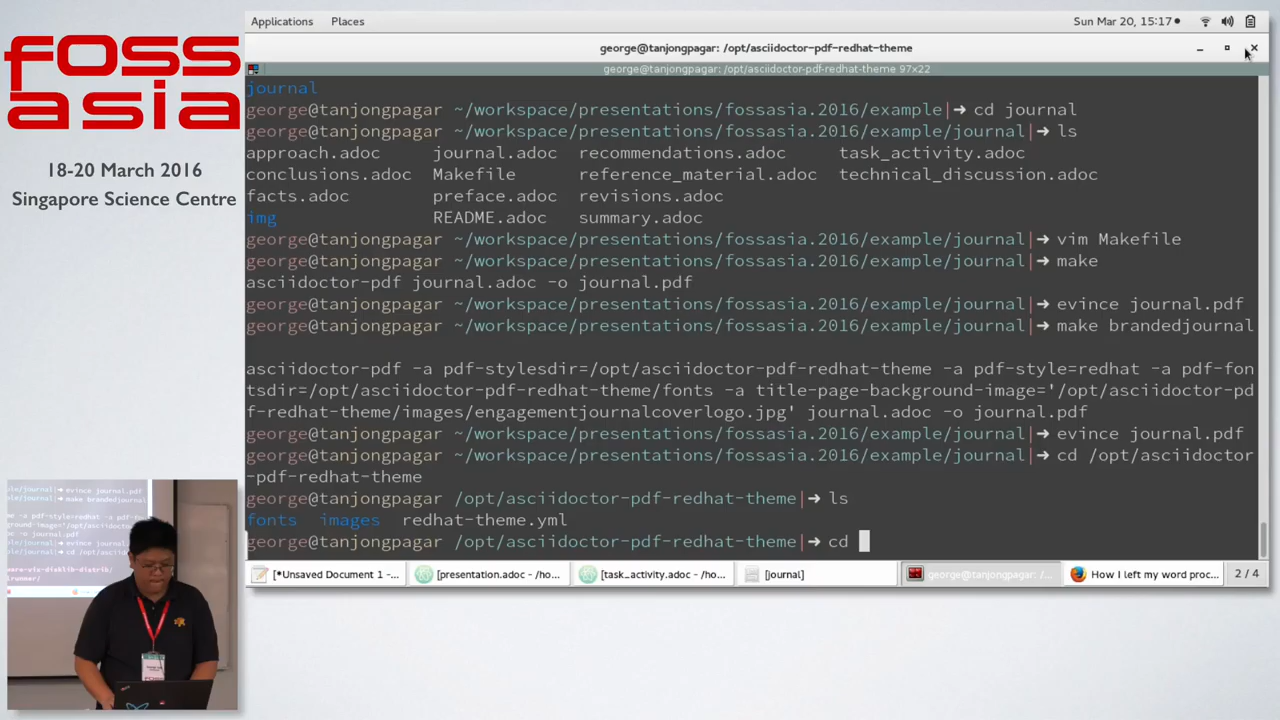 FOSS
asia
18-20 March 2016
Singapore Science Centre
Applications Places Sun Mar 20, 15:17
george@tanjongpagar: /opt/asciidoctor-pdf-redhat-theme
george@tanjongpagar: /opt/asciidoctor-pdf-redhat-theme 97x22
journal
george@tanjongpagar ~/workspace/presentations/fossasia.2016/example|➜ cd journal
george@tanjongpagar ~/workspace/presentations/fossasia.2016/example/journal|➜ ls
approach.adoc journal.adoc recommendations.adoc task_activity.adoc
conclusions.adoc Makefile reference_material.adoc technical_discussion.adoc
facts.adoc preface.adoc revisions.adoc
img README.adoc summary.adoc
george@tanjongpagar ~/workspace/presentations/fossasia.2016/example/journal|➜ vim Makefile
george@tanjongpagar ~/workspace/presentations/fossasia.2016/example/journal|➜ make
asciidoctor-pdf journal.adoc -o journal.pdf
george@tanjongpagar ~/workspace/presentations/fossasia.2016/example/journal|➜ evince journal.pdf
george@tanjongpagar ~/workspace/presentations/fossasia.2016/example/journal|➜ make brandedjournal
asciidoctor-pdf -a pdf-stylesdir=/opt/asciidoctor-pdf-redhat-theme -a pdf-style=redhat -a pdf-fon
tsdir=/opt/asciidoctor-pdf-redhat-theme/fonts -a title-page-background-image='/opt/asciidoctor-pd
f-redhat-theme/images/engagementjournalcoverlogo.jpg' journal.adoc -o journal.pdf
george@tanjongpagar ~/workspace/presentations/fossasia.2016/example/journal|➜ evince journal.pdf
george@tanjongpagar ~/workspace/presentations/fossasia.2016/example/journal|➜ cd /opt/asciidoctor
-pdf-redhat-theme
george@tanjongpagar /opt/asciidoctor-pdf-redhat-theme|➜ ls
fonts images redhat-theme.yml
george@tanjongpagar /opt/asciidoctor-pdf-redhat-theme|➜ cd
[*Unsaved Document 1 - ... [presentation.adoc - /ho... [task_activity.adoc - /ho... [journal] george@tanjongpagar: /... How I left my word proc... 2 / 4